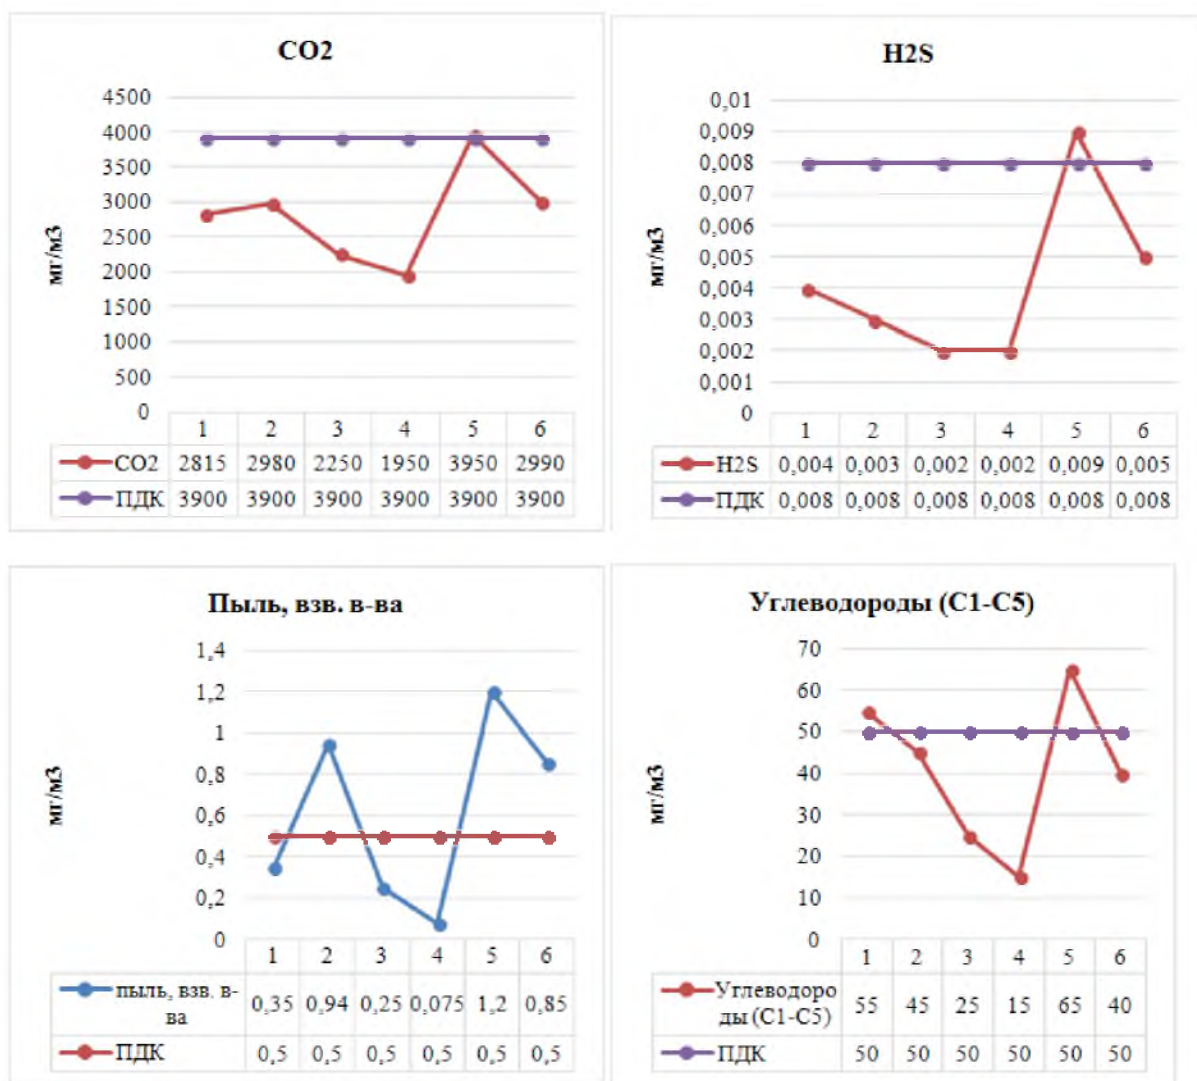 CO2
4500
4000
3500
3000
2500
2000
1500
1000
500
0
мг/м3
1 2 3 4 5 6
CO2 2815 2980 2250 1950 3950 2990
ПДК 3900 3900 3900 3900 3900 3900
H2S
0,01
0,009
0,008
0,007
0,006
0,005
0,004
0,003
0,002
0,001
0
мг/м3
1 2 3 4 5 6
H2S 0,004 0,003 0,002 0,002 0,009 0,005
ПДК 0,008 0,008 0,008 0,008 0,008 0,008
Пыль, взв. в-ва
1,4
1,2
1
0,8
0,6
0,4
0,2
0
мг/м3
1 2 3 4 5 6
пыль, взв. в-
ва 0,35 0,94 0,25 0,075 1,2 0,85
ПДК 0,5 0,5 0,5 0,5 0,5 0,5
Углеводороды (C1-C5)
70
60
50
40
30
20
10
0
мг/м3
1 2 3 4 5 6
Углеводоро
ды (C1-C5) 55 45 25 15 65 40
ПДК 50 50 50 50 50 50